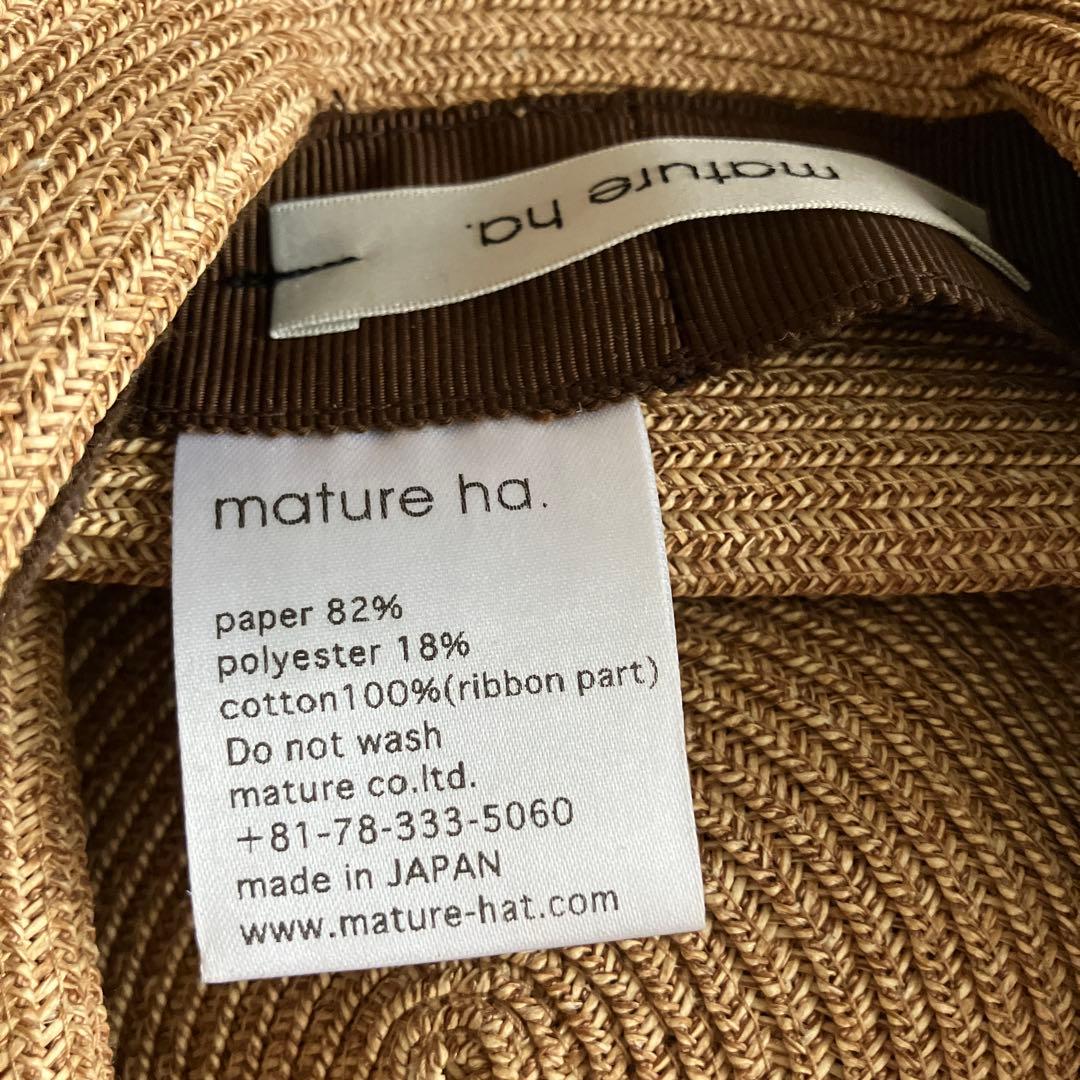 mature ha.
mature ha.
paper 82%
polyester 18%
cotton100%(ribbon part)
Do not wash
mature co.ltd.
+81-78-333-5060
made in JAPAN
www.mature-hat.com